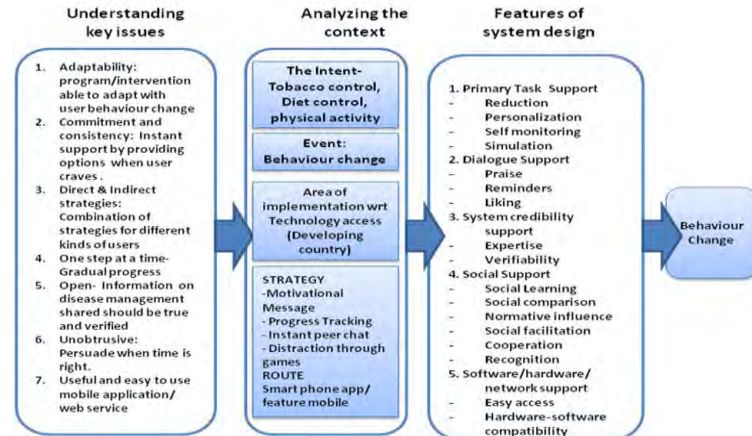 Understanding
key issues
1. Adaptability:
program/intervention
able to adapt with
user behaviour change
2. Commitment and
consistency: Instant
support by providing
options when user
craves .
3. Direct & Indirect
strategies:
Combination of
strategies for different
kinds of users
4. One step at a time-
Gradual progress
5. Open- Information on
disease management
shared should be true
and verified
6. Unobtrusive:
Persuade when time is
right.
7. Useful and easy to use
mobile application/
web service
Analyzing the
context
The Intent-
Tobacco control,
Diet control,
physical activity
Event:
Behaviour change
Area of
implementation wrt
Technology access
(Developing
country)
STRATEGY
-Motivational
Message
- Progress Tracking
- Instant peer chat
- Distraction through
games
ROUTE
Smart phone app/
feature mobile
Features of
system design
1. Primary Task Support
- Reduction
- Personalization
- Self monitoring
- Simulation
2. Dialogue Support
- Praise
- Reminders
- Liking
3. System credibility
support
- Expertise
- Verifiability
4. Social Support
- Social Learning
- Social comparison
- Normative influence
- Social facilitation
- Cooperation
- Recognition
5. Software/hardware/
network support
- Easy access
- Hardware-software
compatibility
Behaviour
Change